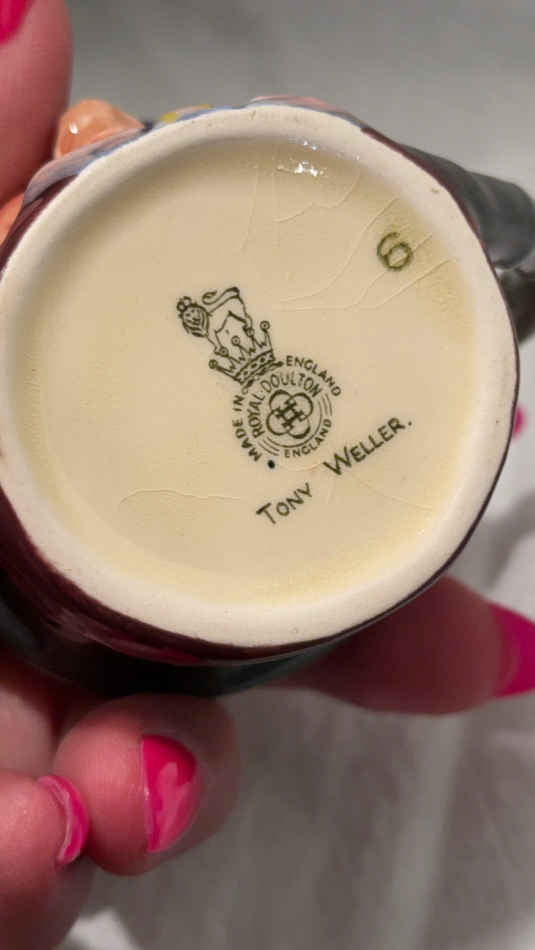 6
MADE IN ENGLAND
ROYAL·DOULTON
ENGLAND
TONY WELLER.